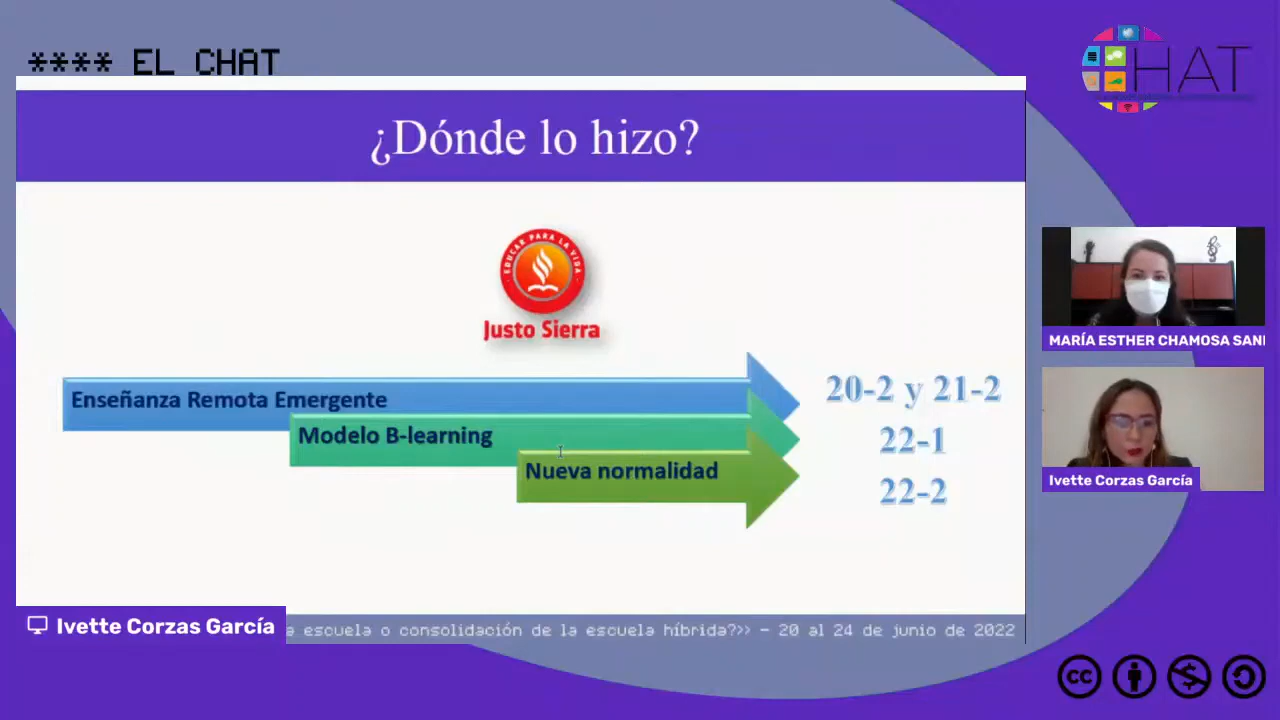 **** EL CHAT
HAT
¿Dónde lo hizo?
EDUCAR PARA LA VIDA
Justo Sierra
Enseñanza Remota Emergente
Modelo B-learning
Nueva normalidad
20-2 y 21-2
22-1
22-2
MARÍA ESTHER CHAMOSA SAN
Ivette Corzas García
Ivette Corzas García
a escuela o consolidación de la escuela híbrida?>> – 20 al 24 de junio de 2022
CC